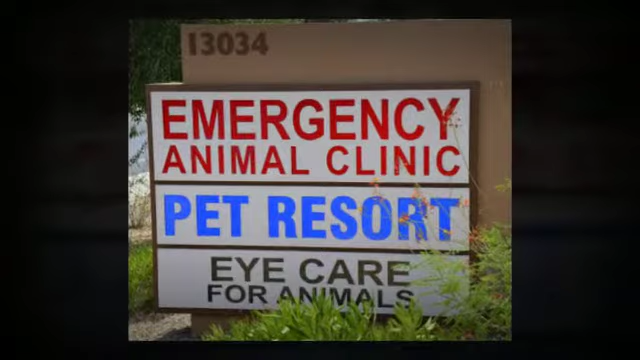 13034
EMERGENCY
ANIMAL CLINIC
PET RESORT
EYE CARE
FOR ANIMALS